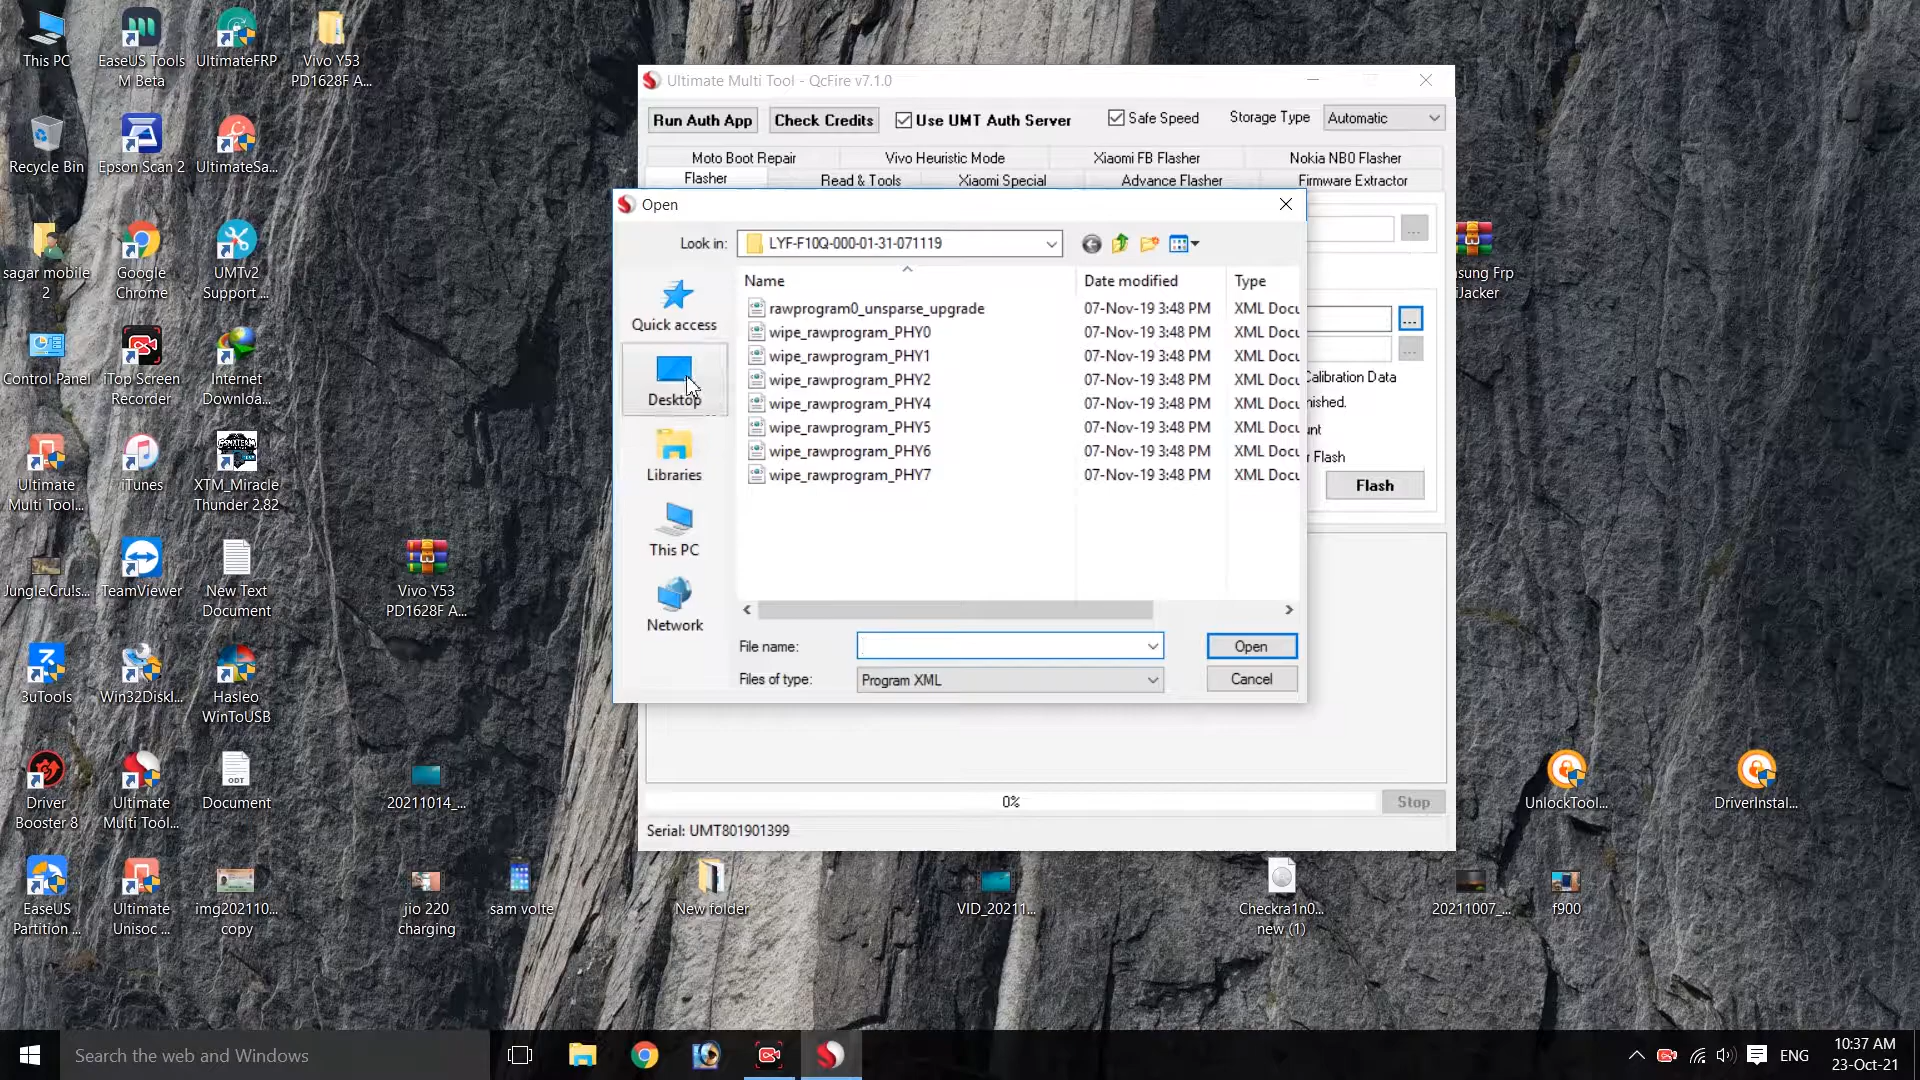 This PC
EaseUS Tools
M Beta
UltimateFRP
Vivo Y53
PD1628F A...
Recycle Bin
Epson Scan 2
UltimateSa...
sagar mobile
2
Google
Chrome
UMTv2
Support ...
Control Panel
iTop Screen
Recorder
Internet
Downloa...
Ultimate
Multi Tool...
iTunes
XTM_Miracle
Thunder 2.82
Jungle.Cru!s...
TeamViewer
New Text
Document
Vivo Y53
PD1628F A...
3uTools
Win32DiskI...
Hasleo
WinToUSB
Driver
Booster 8
Ultimate
Multi Tool...
ODT
Document
20211014_...
EaseUS
Partition ...
Ultimate
Unisoc ...
img202110...
copy
jio 220
charging
sam volte
New folder
VID_20211...
Checkra1n0...
new (1)
20211007_...
f900
UnlockTool...
DriverInstal...
sung Frp
iJacker
Ultimate Multi Tool - QcFire v7.1.0
Run Auth App
Check Credits
Use UMT Auth Server
Safe Speed
Storage Type
Automatic
Moto Boot Repair
Vivo Heuristic Mode
Xiaomi FB Flasher
Nokia NB0 Flasher
Flasher
Read & Tools
Xiaomi Special
Advance Flasher
Firmware Extractor
...
...
...
Calibration Data
nished.
unt
r Flash
Flash
0%
Stop
Serial: UMT801901399
Open
Look in:
LYF-F10Q-000-01-31-071119
Quick access
Desktop
Libraries
This PC
Network
Name Date modified Type
rawprogram0_unsparse_upgrade 07-Nov-19 3:48 PM XML Docu
wipe_rawprogram_PHY0 07-Nov-19 3:48 PM XML Docu
wipe_rawprogram_PHY1 07-Nov-19 3:48 PM XML Docu
wipe_rawprogram_PHY2 07-Nov-19 3:48 PM XML Docu
wipe_rawprogram_PHY4 07-Nov-19 3:48 PM XML Docu
wipe_rawprogram_PHY5 07-Nov-19 3:48 PM XML Docu
wipe_rawprogram_PHY6 07-Nov-19 3:48 PM XML Docu
wipe_rawprogram_PHY7 07-Nov-19 3:48 PM XML Docu
File name:
Open
Files of type:
Program XML
Cancel
Search the web and Windows
ENG
10:37 AM
23-Oct-21